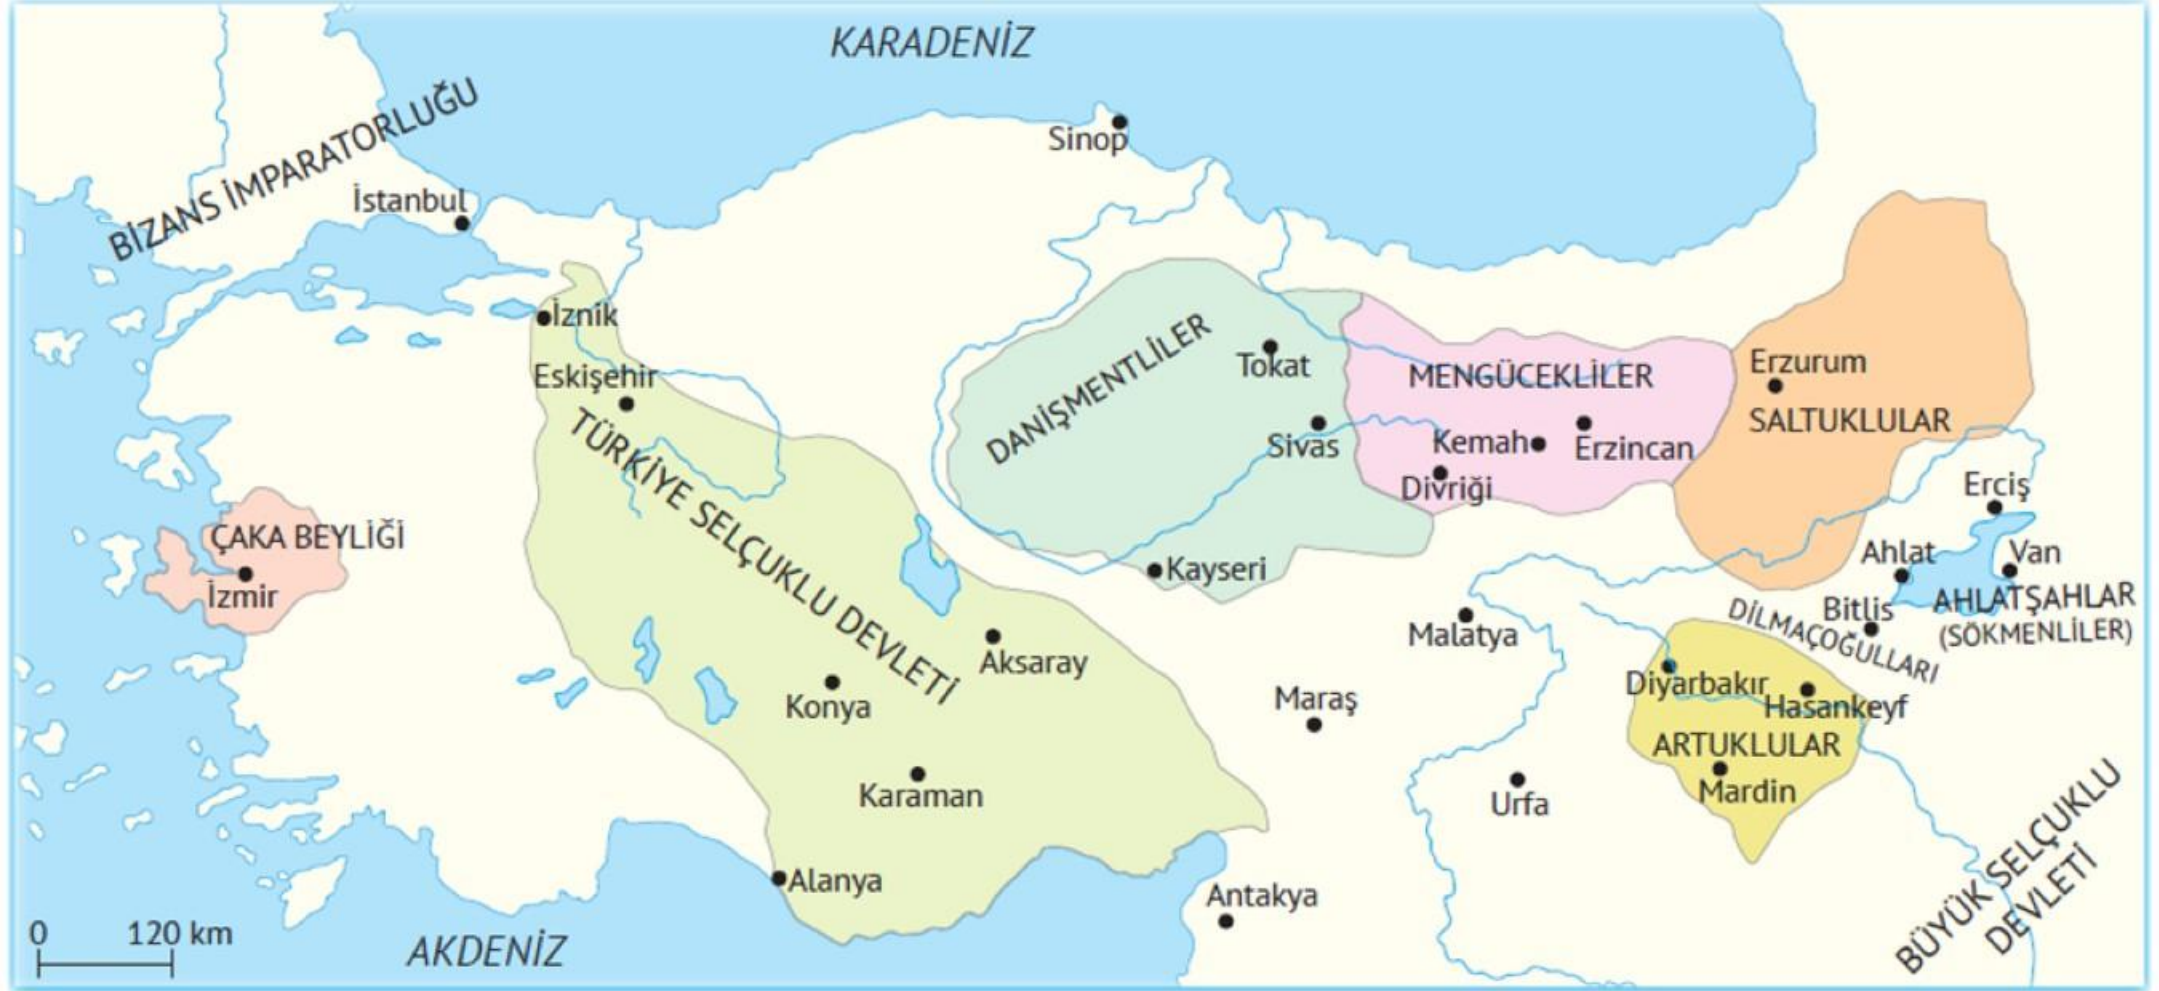 KARADENİZ
BİZANS İMPARATORLUĞU
Sinop
İstanbul
İznik
Eskişehir
TÜRKİYE SELÇUKLU DEVLETİ
DANİŞMENTLİLER
Tokat
Sivas
Kayseri
MENGÜCEKLİLER
Kemah
Erzincan
Divriği
Erzurum
SALTUKLULAR
Erciş
Ahlat
Van
AHLATŞAHLAR
(SÖKMENLİLER)
Bitlis
DİLMAÇOĞULLARI
ÇAKA BEYLİĞİ
İzmir
Aksaray
Konya
Karaman
Alanya
Malatya
Maraş
Urfa
Antakya
Diyarbakır
Hasankeyf
ARTUKLULAR
Mardin
BÜYÜK SELÇUKLU
DEVLETİ
AKDENİZ
0 120 km